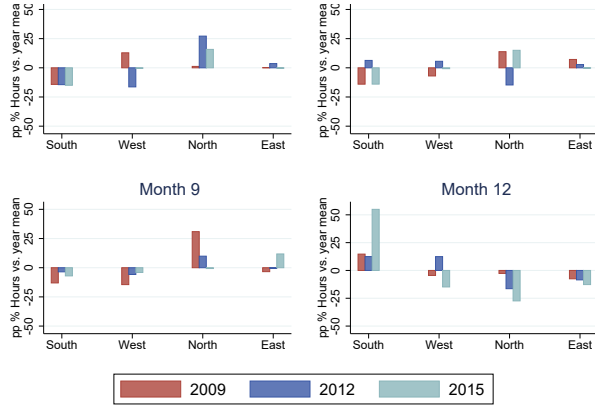 pp % Hours vs. year mea
-50 -25 0 25 50
South West North East
pp % Hours vs. year mea
-50 -25 0 25 50
South West North East
Month 9
pp % Hours vs. year mean
-50 -25 0 25 50
South West North East
Month 12
pp % Hours vs. year mean
-50 -25 0 25 50
South West North East
2009 2012 2015